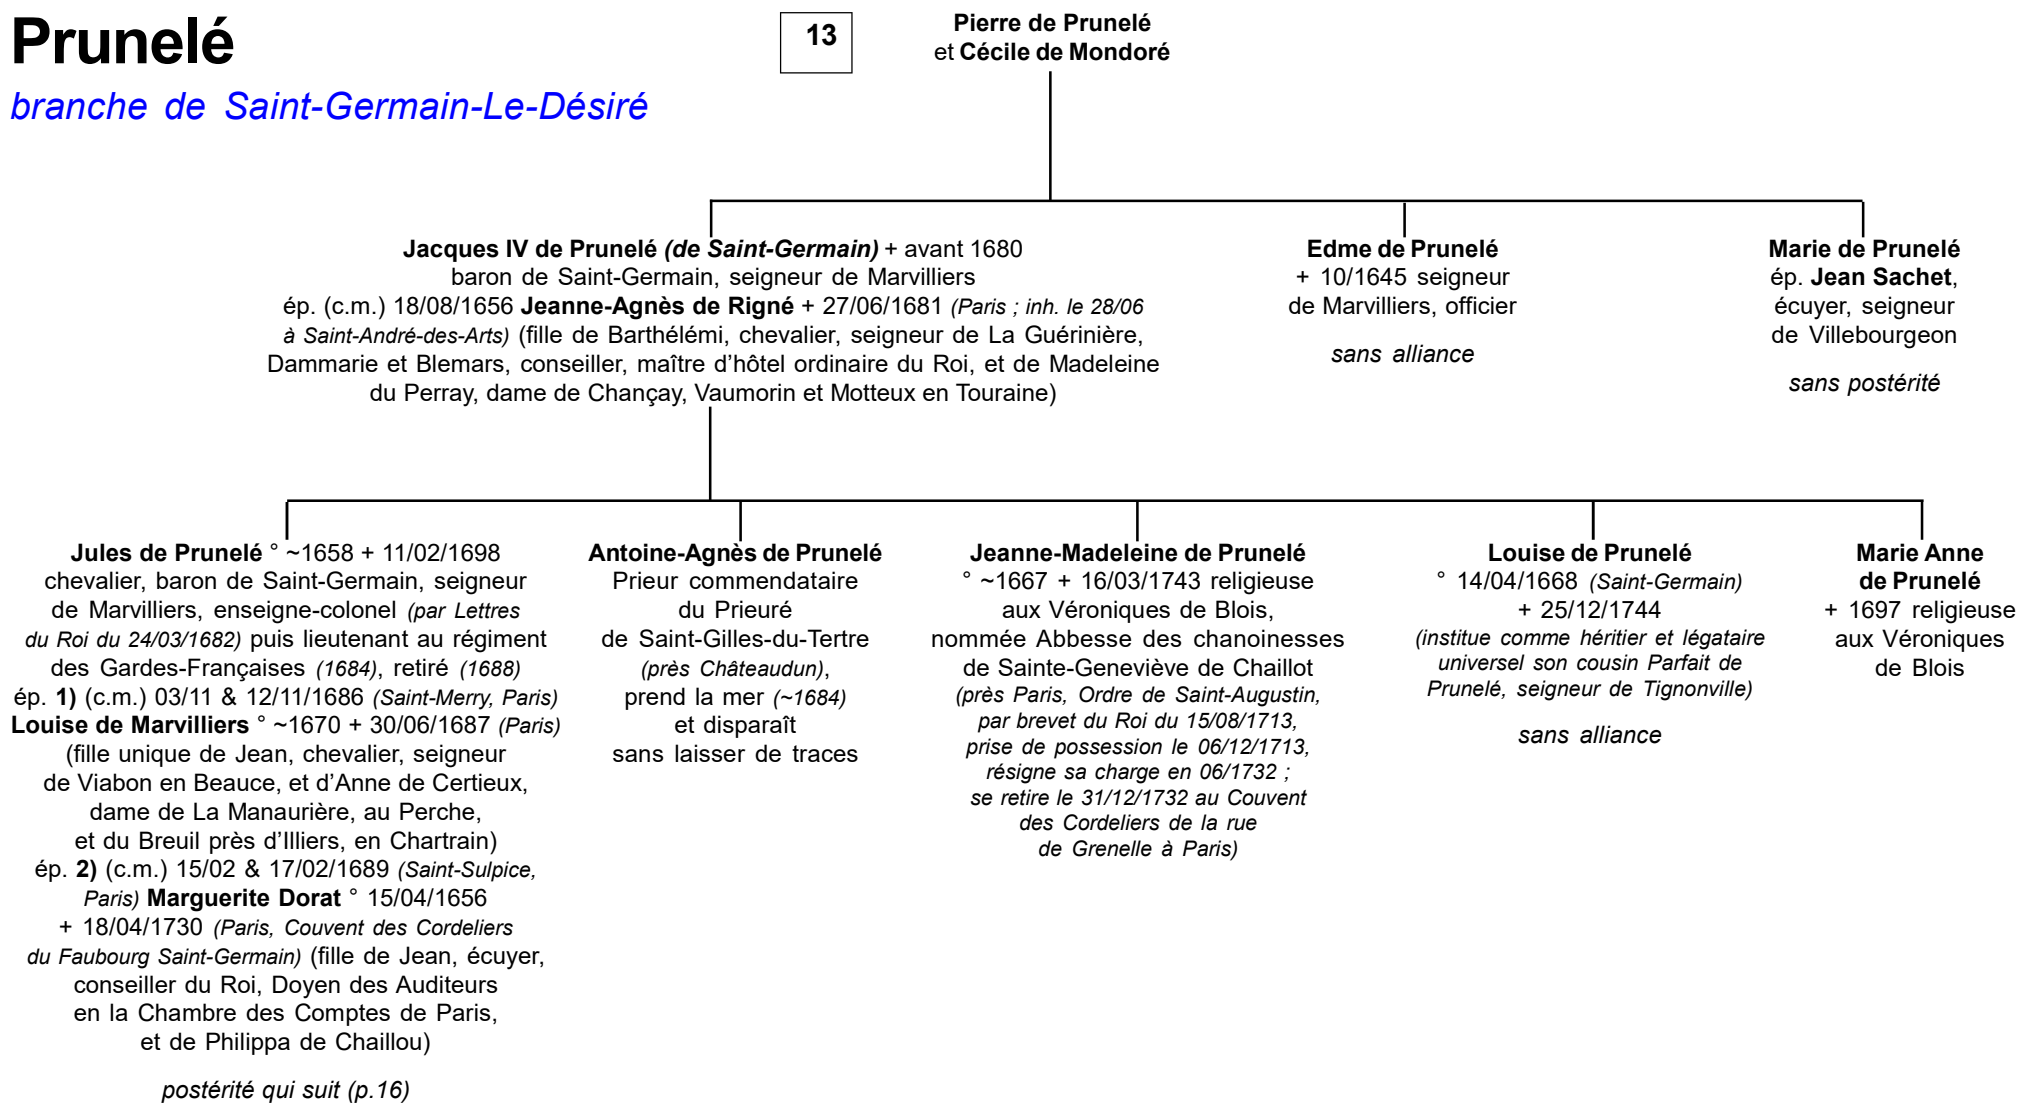 Prunelé
branche de Saint-Germain-Le-Désiré
13
Pierre de Prunelé
et Cécile de Mondoré
Jacques IV de Prunelé (de Saint-Germain) + avant 1680
baron de Saint-Germain, seigneur de Marvilliers
ép. (c.m.) 18/08/1656 Jeanne-Agnès de Rigné + 27/06/1681 (Paris ; inh. le 28/06
à Saint-André-des-Arts) (fille de Barthélémi, chevalier, seigneur de La Guérinière,
Dammarie et Blemars, conseiller, maître d'hôtel ordinaire du Roi, et de Madeleine
du Perray, dame de Chançay, Vaumorin et Motteux en Touraine)
Edme de Prunelé
+ 10/1645 seigneur
de Marvilliers, officier
sans alliance
Marie de Prunelé
ép. Jean Sachet,
écuyer, seigneur
de Villebourgeon
sans postérité
Jules de Prunelé ° ~1658 + 11/02/1698
chevalier, baron de Saint-Germain, seigneur
de Marvilliers, enseigne-colonel (par Lettres
du Roi du 24/03/1682) puis lieutenant au régiment
des Gardes-Françaises (1684), retiré (1688)
ép. 1) (c.m.) 03/11 & 12/11/1686 (Saint-Merry, Paris)
Louise de Marvilliers ° ~1670 + 30/06/1687 (Paris)
(fille unique de Jean, chevalier, seigneur
de Viabon en Beauce, et d'Anne de Certieux,
dame de La Manaurière, au Perche,
et du Breuil près d'Illiers, en Chartrain)
ép. 2) (c.m.) 15/02 & 17/02/1689 (Saint-Sulpice,
Paris) Marguerite Dorat ° 15/04/1656
+ 18/04/1730 (Paris, Couvent des Cordeliers
du Faubourg Saint-Germain) (fille de Jean, écuyer,
conseiller du Roi, Doyen des Auditeurs
en la Chambre des Comptes de Paris,
et de Philippa de Chaillou)
postérité qui suit (p.16)
Antoine-Agnès de Prunelé
Prieur commendataire
du Prieuré
de Saint-Gilles-du-Tertre
(près Châteaudun),
prend la mer (~1684)
et disparaît
sans laisser de traces
Jeanne-Madeleine de Prunelé
° ~1667 + 16/03/1743 religieuse
aux Véroniques de Blois,
nommée Abbesse des chanoinesses
de Sainte-Geneviève de Chaillot
(près Paris, Ordre de Saint-Augustin,
par brevet du Roi du 15/08/1713,
prise de possession le 06/12/1713,
résigne sa charge en 06/1732 ;
se retire le 31/12/1732 au Couvent
des Cordeliers de la rue
de Grenelle à Paris)
Louise de Prunelé
° 14/04/1668 (Saint-Germain)
+ 25/12/1744
(institue comme héritier et légataire
universel son cousin Parfait de
Prunelé, seigneur de Tignonville)
sans alliance
Marie Anne
de Prunelé
+ 1697 religieuse
aux Véroniques
de Blois